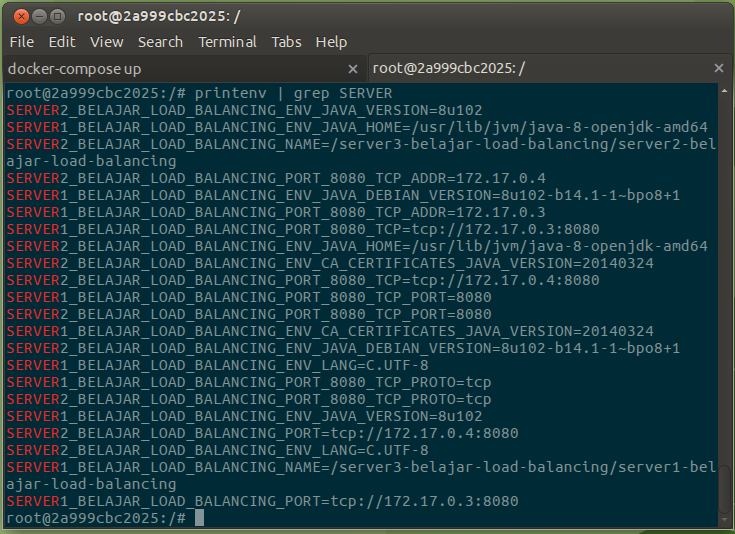 root@2a999cbc2025: /
File Edit View Search Terminal Tabs Help
docker-compose up × root@2a999cbc2025: / ×
root@2a999cbc2025:/# printenv | grep SERVER
SERVER2_BELAJAR_LOAD_BALANCING_ENV_JAVA_VERSION=8u102
SERVER1_BELAJAR_LOAD_BALANCING_ENV_JAVA_HOME=/usr/lib/jvm/java-8-openjdk-amd64
SERVER2_BELAJAR_LOAD_BALANCING_NAME=/server3-belajar-load-balancing/server2-bel
ajar-load-balancing
SERVER2_BELAJAR_LOAD_BALANCING_PORT_8080_TCP_ADDR=172.17.0.4
SERVER1_BELAJAR_LOAD_BALANCING_ENV_JAVA_DEBIAN_VERSION=8u102-b14.1-1~bpo8+1
SERVER1_BELAJAR_LOAD_BALANCING_PORT_8080_TCP_ADDR=172.17.0.3
SERVER1_BELAJAR_LOAD_BALANCING_PORT_8080_TCP=tcp://172.17.0.3:8080
SERVER2_BELAJAR_LOAD_BALANCING_ENV_JAVA_HOME=/usr/lib/jvm/java-8-openjdk-amd64
SERVER2_BELAJAR_LOAD_BALANCING_ENV_CA_CERTIFICATES_JAVA_VERSION=20140324
SERVER2_BELAJAR_LOAD_BALANCING_PORT_8080_TCP=tcp://172.17.0.4:8080
SERVER1_BELAJAR_LOAD_BALANCING_PORT_8080_TCP_PORT=8080
SERVER2_BELAJAR_LOAD_BALANCING_PORT_8080_TCP_PORT=8080
SERVER1_BELAJAR_LOAD_BALANCING_ENV_CA_CERTIFICATES_JAVA_VERSION=20140324
SERVER2_BELAJAR_LOAD_BALANCING_ENV_JAVA_DEBIAN_VERSION=8u102-b14.1-1~bpo8+1
SERVER1_BELAJAR_LOAD_BALANCING_ENV_LANG=C.UTF-8
SERVER1_BELAJAR_LOAD_BALANCING_PORT_8080_TCP_PROTO=tcp
SERVER2_BELAJAR_LOAD_BALANCING_PORT_8080_TCP_PROTO=tcp
SERVER1_BELAJAR_LOAD_BALANCING_ENV_JAVA_VERSION=8u102
SERVER2_BELAJAR_LOAD_BALANCING_PORT=tcp://172.17.0.4:8080
SERVER2_BELAJAR_LOAD_BALANCING_ENV_LANG=C.UTF-8
SERVER1_BELAJAR_LOAD_BALANCING_NAME=/server3-belajar-load-balancing/server1-bel
ajar-load-balancing
SERVER1_BELAJAR_LOAD_BALANCING_PORT=tcp://172.17.0.3:8080
root@2a999cbc2025:/#